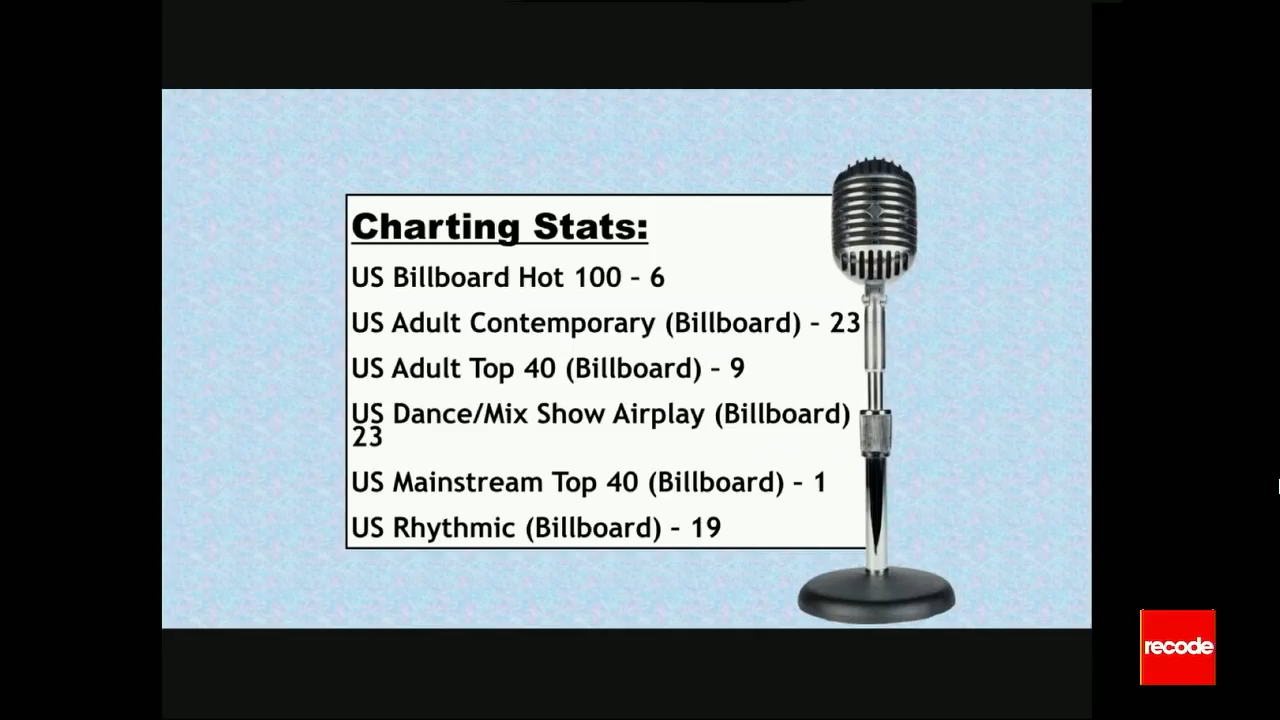 Charting Stats:
US Billboard Hot 100 – 6
US Adult Contemporary (Billboard) – 23
US Adult Top 40 (Billboard) – 9
US Dance/Mix Show Airplay (Billboard)
23
US Mainstream Top 40 (Billboard) – 1
US Rhythmic (Billboard) – 19
recode